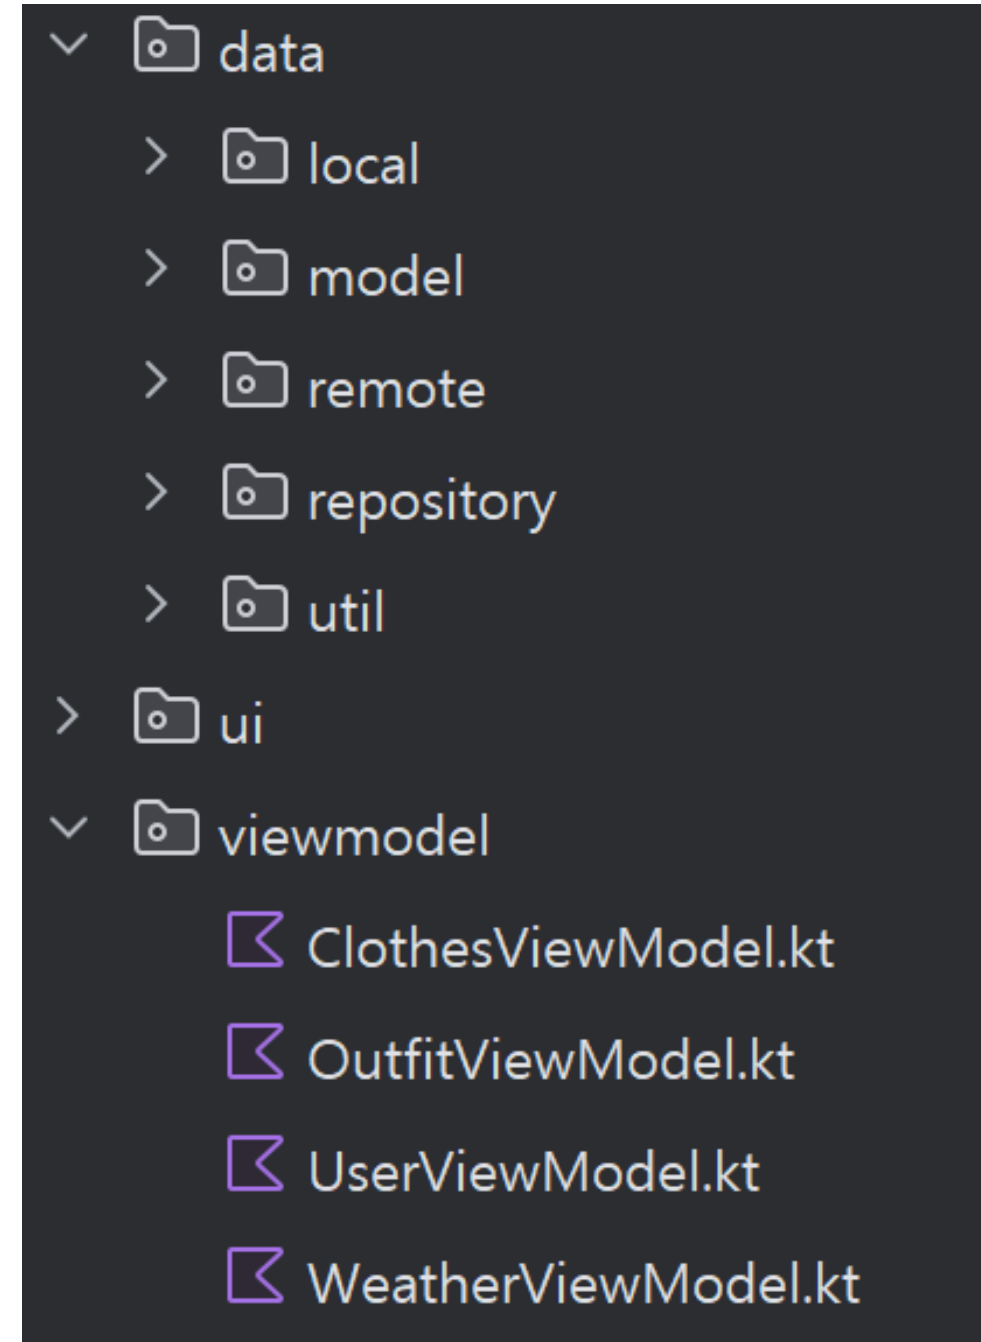 data
local
model
remote
repository
util
ui
viewmodel
ClothesViewModel.kt
OutfitViewModel.kt
UserViewModel.kt
WeatherViewModel.kt